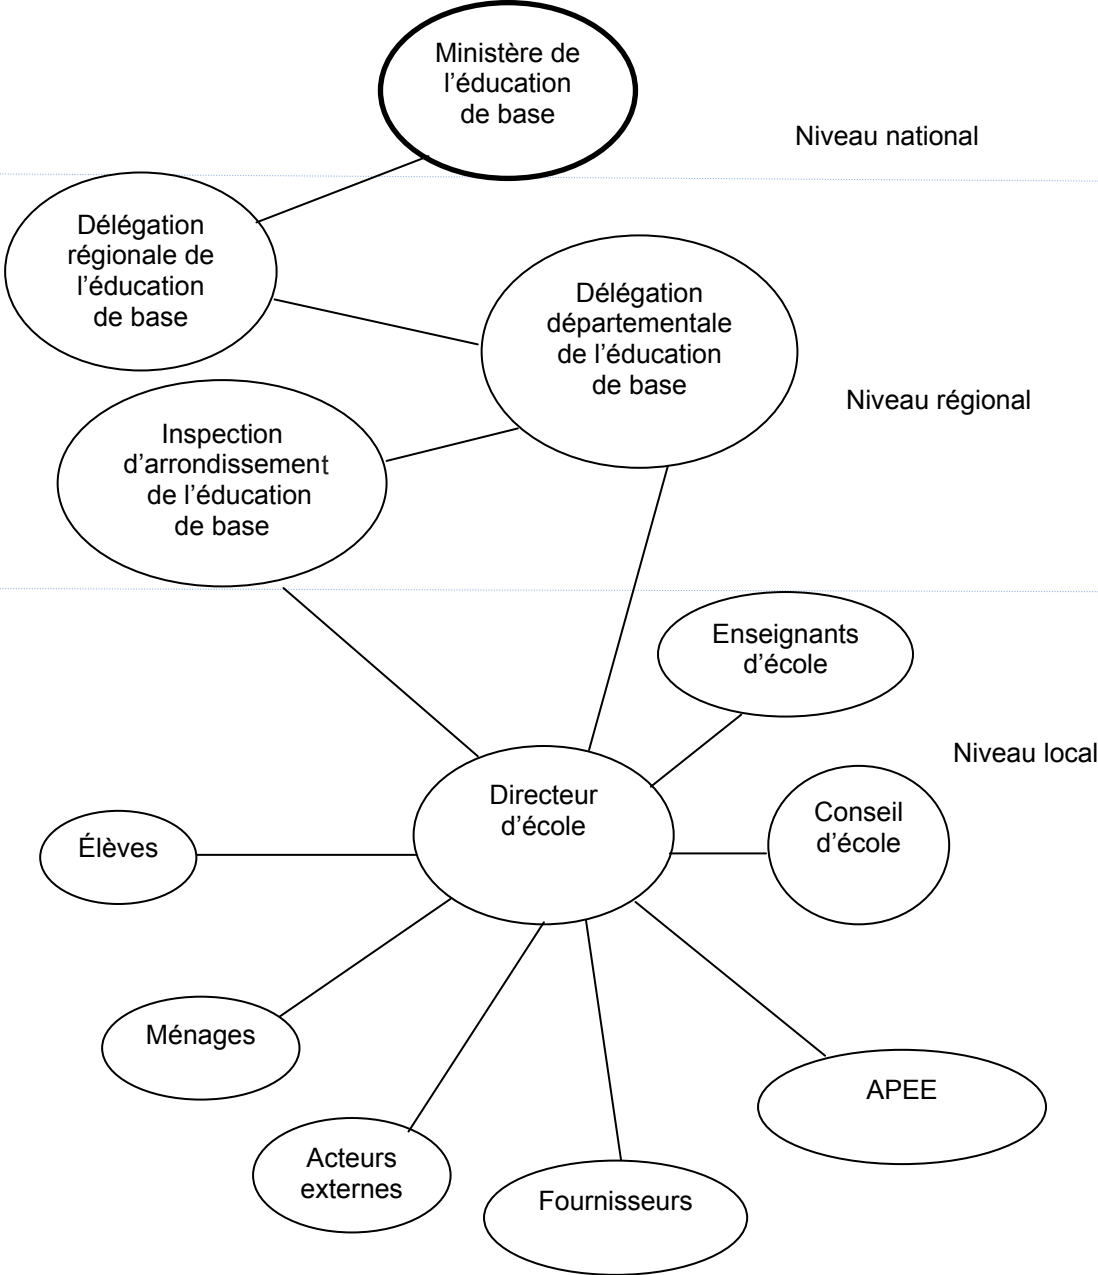 Ministère de
l’éducation
de base
Niveau national
Délégation
régionale de
l’éducation
de base
Délégation
départementale
de l’éducation
de base
Niveau régional
Inspection
d’arrondissement
de l’éducation
de base
Enseignants
d’école
Niveau local
Directeur
d’école
Conseil
d’école
Élèves
Ménages
APEE
Acteurs
externes
Fournisseurs